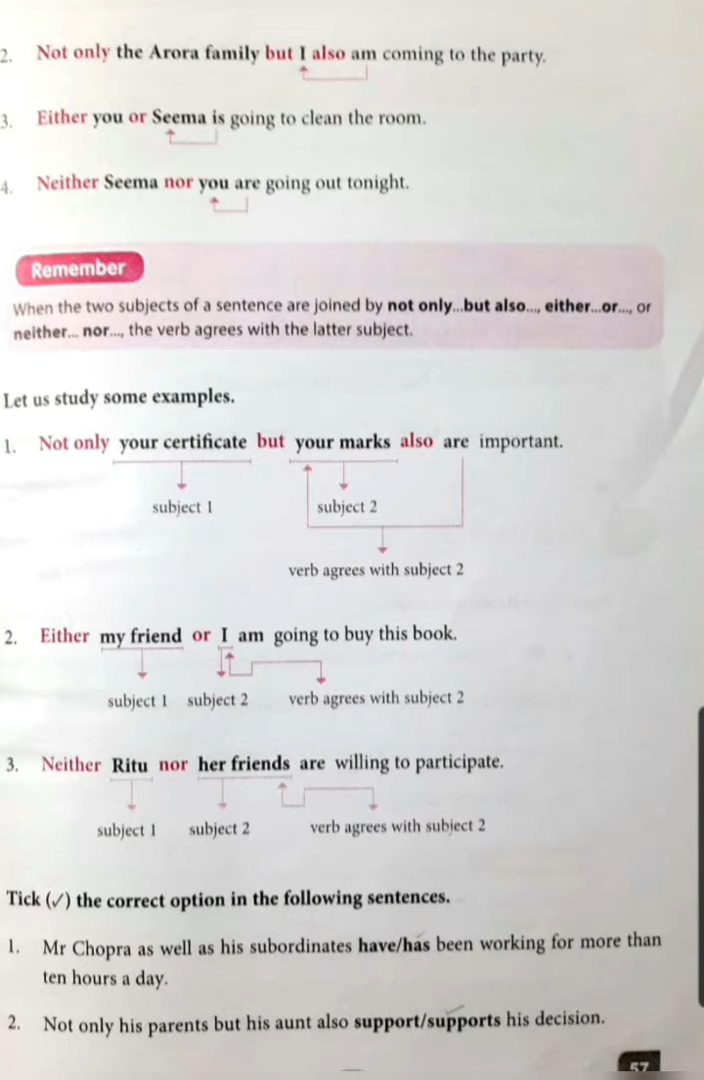 2. Not only the Arora family but I also am coming to the party.
3. Either you or Seema is going to clean the room.
4. Neither Seema nor you are going out tonight.
Remember
When the two subjects of a sentence are joined by not only...but also..., either...or..., or
neither... nor..., the verb agrees with the latter subject.
Let us study some examples.
1. Not only your certificate but your marks also are important.
subject 1 subject 2
verb agrees with subject 2
2. Either my friend or I am going to buy this book.
subject 1 subject 2 verb agrees with subject 2
3. Neither Ritu nor her friends are willing to participate.
subject 1 subject 2 verb agrees with subject 2
Tick (✓) the correct option in the following sentences.
1. Mr Chopra as well as his subordinates have/has been working for more than
ten hours a day.
2. Not only his parents but his aunt also support/supports his decision.
57